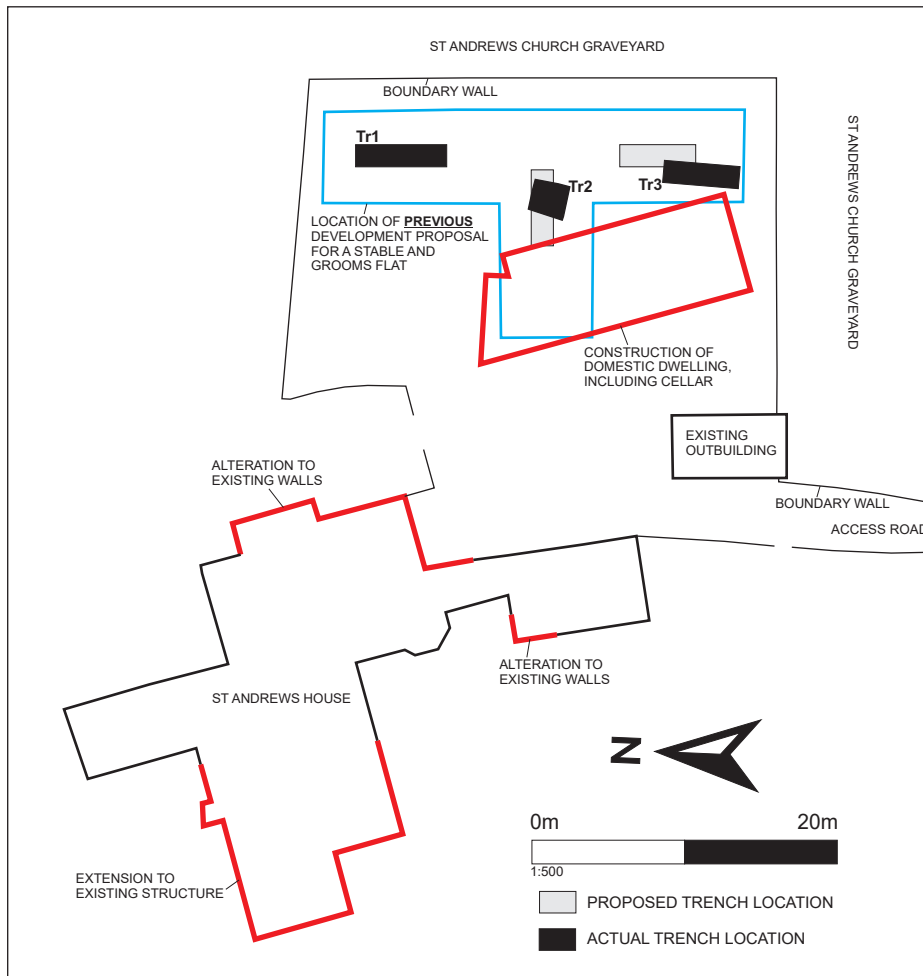 ST ANDREWS CHURCH GRAVEYARD
BOUNDARY WALL
Tr1
Tr2
Tr3
ST ANDREWS CHURCH GRAVEYARD
LOCATION OF PREVIOUS
DEVELOPMENT PROPOSAL
FOR A STABLE AND
GROOMS FLAT
CONSTRUCTION OF
DOMESTIC DWELLING,
INCLUDING CELLAR
EXISTING
OUTBUILDING
ALTERATION TO
EXISTING WALLS
BOUNDARY WALL
ACCESS ROAD
ALTERATION TO
EXISTING WALLS
ST ANDREWS HOUSE
N
0m 20m
1:500
EXTENSION TO
EXISTING STRUCTURE
PROPOSED TRENCH LOCATION
ACTUAL TRENCH LOCATION